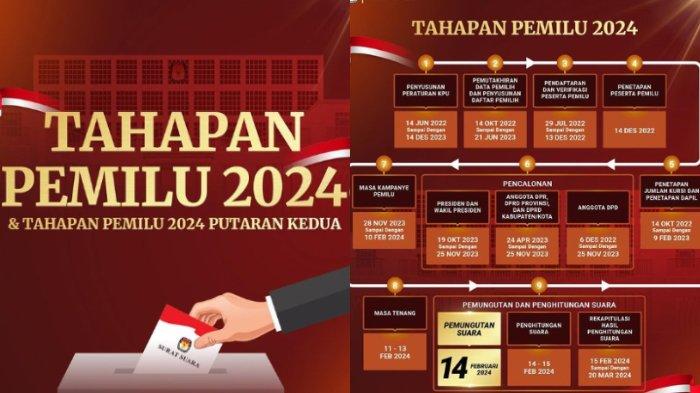 TAHAPAN
PEMILU 2024
& TAHAPAN PEMILU 2024 PUTARAN KEDUA
SURAT SUARA
TAHAPAN PEMILU 2024
1
PENYUSUNAN
PERATURAN KPU
14 JUN 2022
Sampai Dengan
14 DES 2023
2
PEMUTAKHIRAN
DATA PEMILIH
DAN PENYUSUNAN
DAFTAR PEMILIH
14 OKT 2022
Sampai Dengan
21 JUN 2023
3
PENDAFTARAN
DAN VERIFIKASI
PESERTA PEMILU
29 JUL 2022
Sampai Dengan
13 DES 2022
4
PENETAPAN
PESERTA PEMILU
14 DES 2022
5
PENETAPAN
JUMLAH KURSI DAN
PENETAPAN DAPIL
14 OKT 2022
Sampai Dengan
9 FEB 2023
6
PENCALONAN
PRESIDEN DAN
WAKIL PRESIDEN
19 OKT 2023
Sampai Dengan
25 NOV 2023
ANGGOTA DPR,
DPRD PROVINSI,
DAN DPRD
KABUPATEN/KOTA
24 APR 2023
Sampai Dengan
25 NOV 2023
ANGGOTA DPD
6 DES 2022
Sampai Dengan
25 NOV 2023
7
MASA KAMPANYE
PEMILU
28 NOV 2023
Sampai Dengan
10 FEB 2024
8
MASA TENANG
11 - 13
FEB 2024
9
PEMUNGUTAN DAN PENGHITUNGAN SUARA
PEMUNGUTAN
SUARA
14 FEBRUARI
2024
PENGHITUNGAN
SUARA
14 - 15
FEB 2024
REKAPITULASI
HASIL
PENGHITUNGAN
SUARA
15 FEB 2024
Sampai Dengan
20 MAR 2024